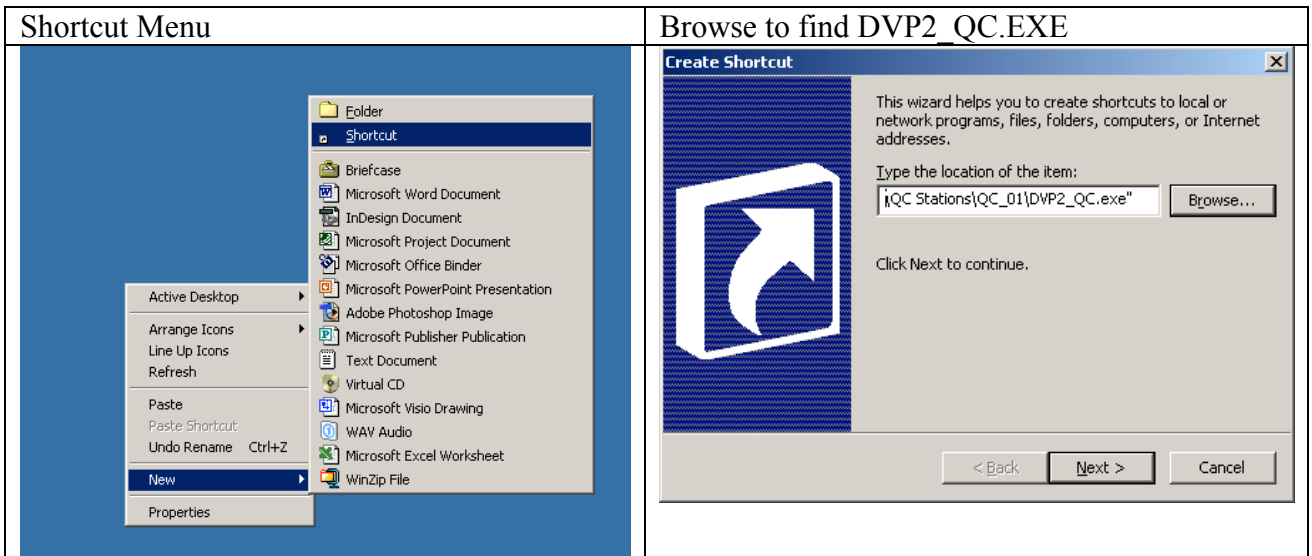 Shortcut Menu
Active Desktop
Arrange Icons
Line Up Icons
Refresh
Paste
Paste Shortcut
Undo Rename Ctrl+Z
New
Properties
Folder
Shortcut
Briefcase
Microsoft Word Document
InDesign Document
Microsoft Project Document
Microsoft Office Binder
Microsoft PowerPoint Presentation
Adobe Photoshop Image
Microsoft Publisher Publication
Text Document
Virtual CD
Microsoft Visio Drawing
WAV Audio
Microsoft Excel Worksheet
WinZip File
Browse to find DVP2_QC.EXE
Create Shortcut
This wizard helps you to create shortcuts to local or
network programs, files, folders, computers, or Internet
addresses.
Type the location of the item:
\QC Stations\QC_01\DVP2_QC.exe"
Browse...
Click Next to continue.
< Back
Next >
Cancel